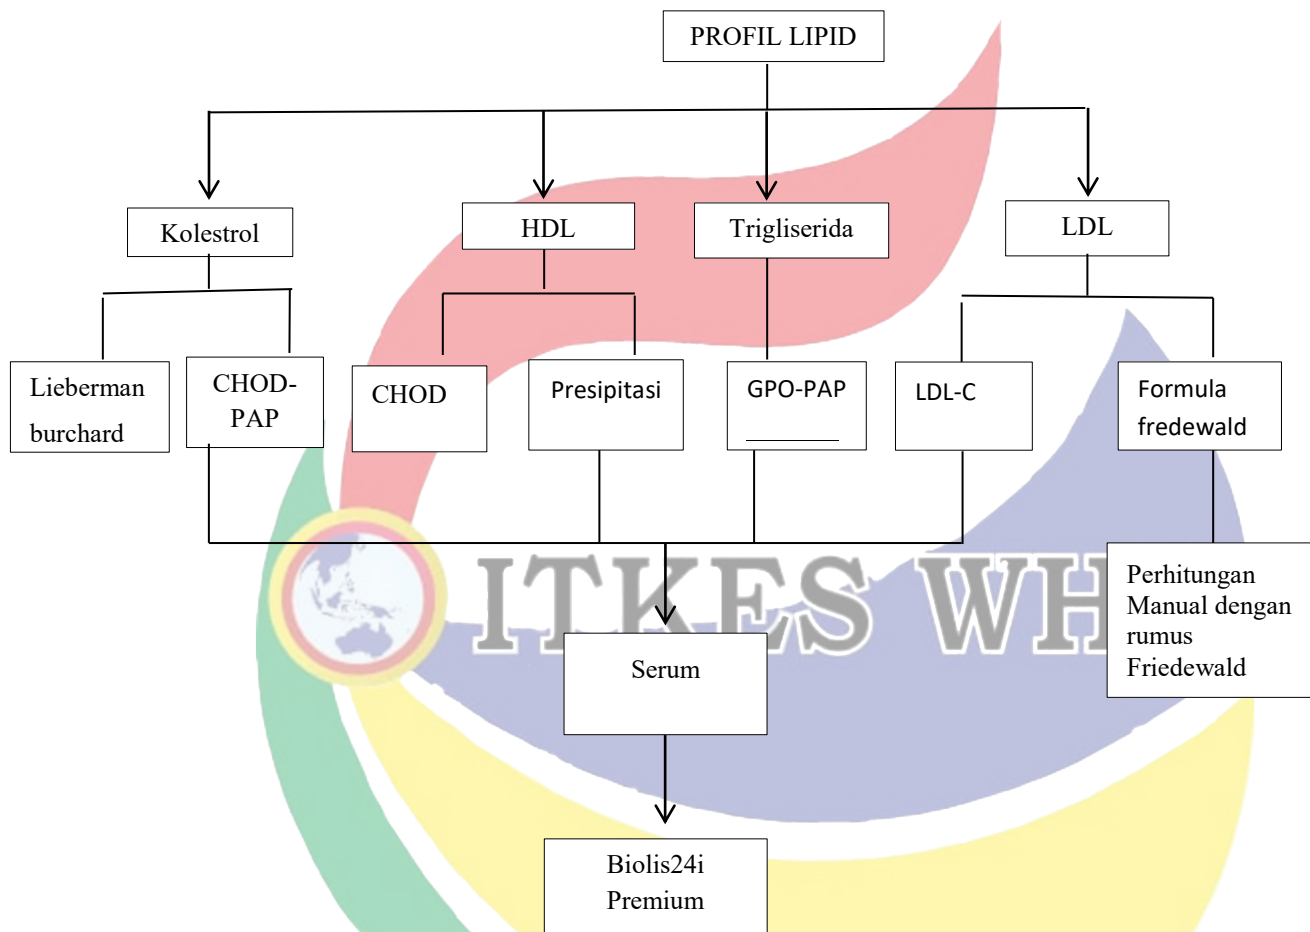 PROFIL LIPID
Kolestrol
HDL
Trigliserida
LDL
Lieberman
burchard
CHOD-
PAP
CHOD
Presipitasi
GPO-PAP
LDL-C
Formula
fredewald
ITKES WH
Perhitungan
Manual dengan
rumus
Friedewald
Serum
Biolis24i
Premium